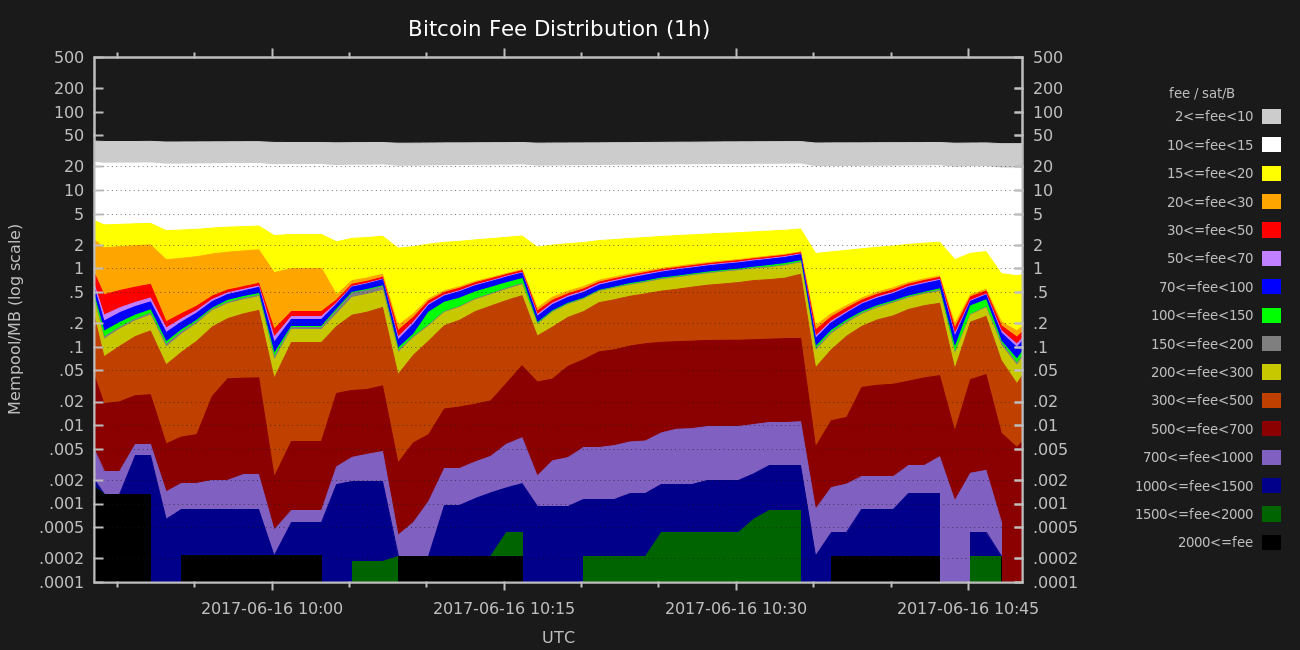 Bitcoin Fee Distribution (1h)
500 500
200 200
100 100
50 50
20 20
10 10
5 5
2 2
1 1
.5 .5
.2 .2
.1 .1
.05 .05
.02 .02
.01 .01
.005 .005
.002 .002
.001 .001
.0005 .0005
.0002 .0002
.0001 .0001
Mempool/MB (log scale)
2017-06-16 10:00 2017-06-16 10:15 2017-06-16 10:30 2017-06-16 10:45
UTC
fee / sat/B
2<=fee<10
10<=fee<15
15<=fee<20
20<=fee<30
30<=fee<50
50<=fee<70
70<=fee<100
100<=fee<150
150<=fee<200
200<=fee<300
300<=fee<500
500<=fee<700
700<=fee<1000
1000<=fee<1500
1500<=fee<2000
2000<=fee